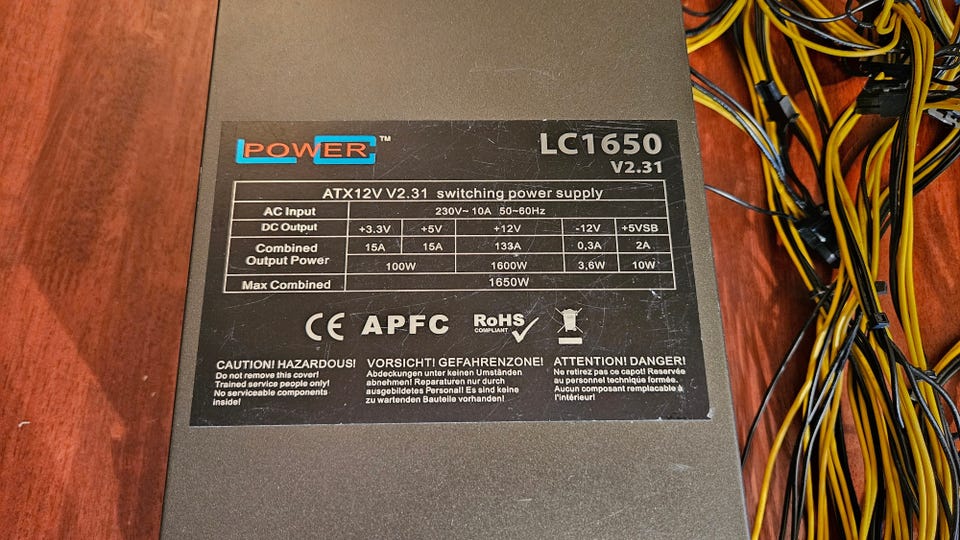 LC POWER ™
LC1650
V2.31
ATX12V V2.31 switching power supply
AC Input 230V~ 10A 50~60Hz
DC Output +3.3V +5V +12V -12V +5VSB
Combined Output Power 15A 15A 133A 0,3A 2A
100W 1600W 3,6W 10W
Max Combined 1650W
CE APFC RoHS
COMPLIANT
CAUTION! HAZARDOUS!
Do not remove this cover!
Trained service people only!
No serviceable components
inside!
VORSICHT! GEFAHRENZONE!
Abdeckungen unter keinen Umständen
abnehmen! Reparaturen nur durch
ausgebildetes Personal! Es sind keine
zu wartenden Bauteile vorhanden!
ATTENTION! DANGER!
Ne retirez pas ce capot! Reservée
au personnel technique formée.
Aucun composant remplacable à
l'intérieur!